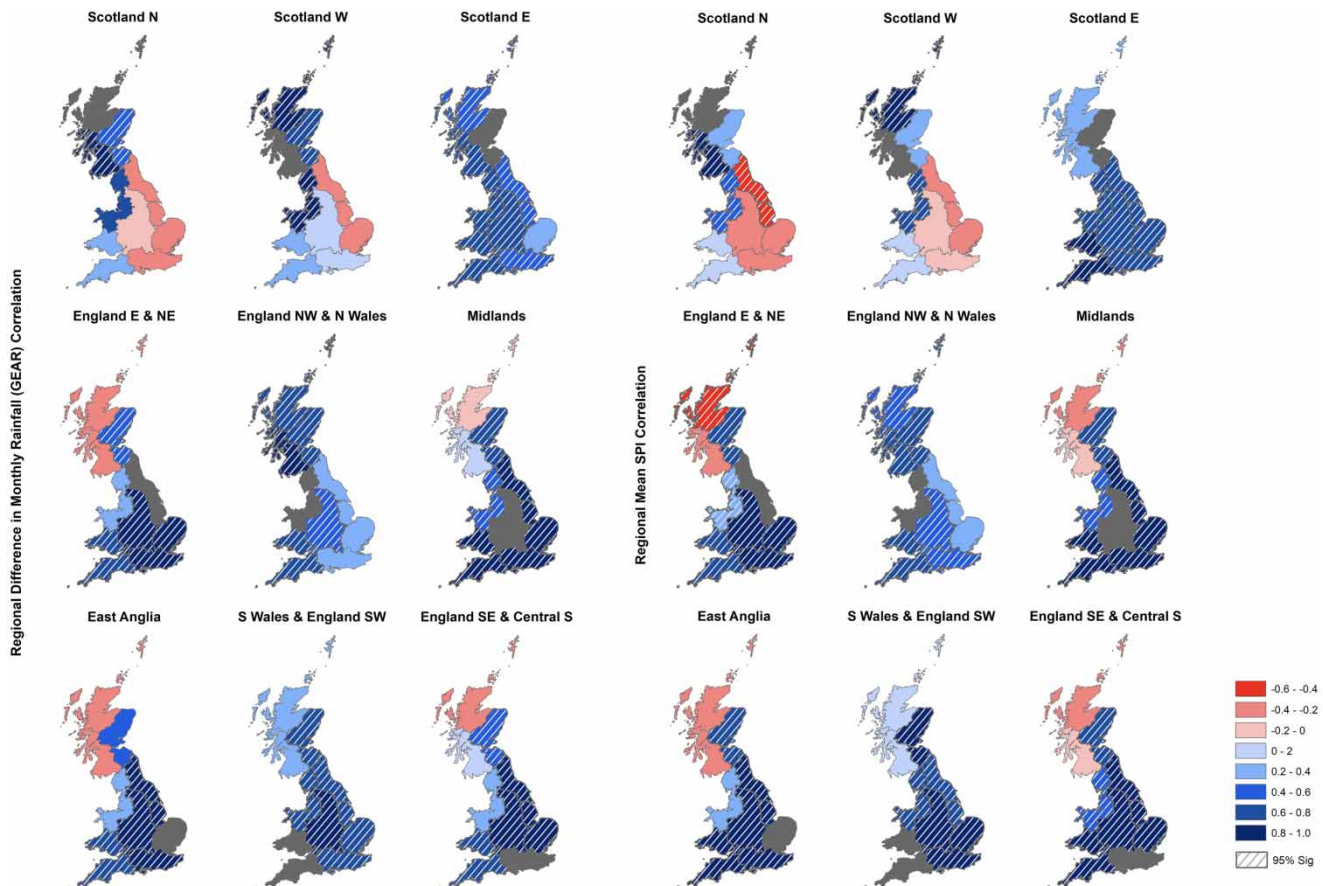 Scotland N Scotland W Scotland E Scotland N Scotland W Scotland E
Regional Difference in Monthly Rainfall (GEAR) Correlation
England E & NE England NW & N Wales Midlands
Regional Mean SPI Correlation
England E & NE England NW & N Wales Midlands
East Anglia S Wales & England SW England SE & Central S East Anglia S Wales & England SW England SE & Central S
-0.6 - -0.4
-0.4 - -0.2
-0.2 - 0
0 - 2
0.2 - 0.4
0.4 - 0.6
0.6 - 0.8
0.8 - 1.0
95% Sig